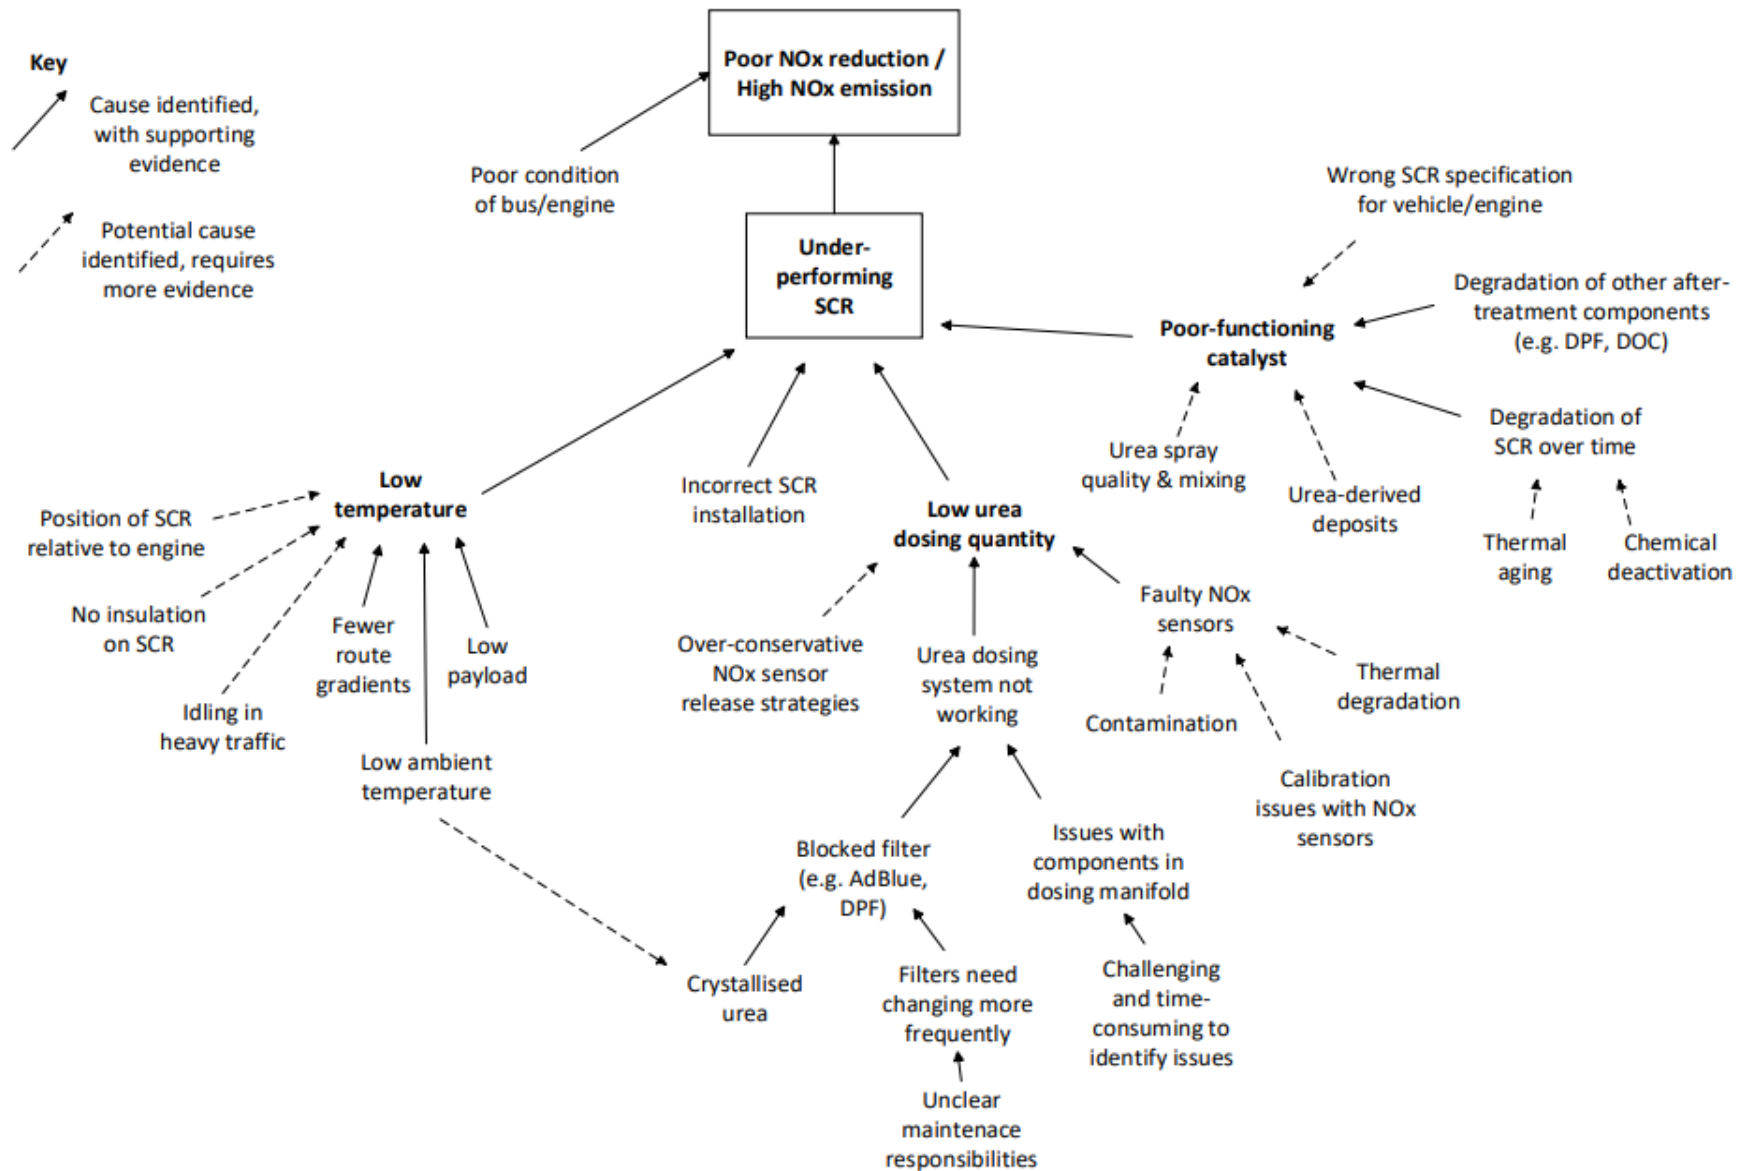 Key
Cause identified,
with supporting
evidence
Potential cause
identified, requires
more evidence
Poor NOx reduction /
High NOx emission
Poor condition
of bus/engine
Under-
performing
SCR
Wrong SCR specification
for vehicle/engine
Degradation of other after-
treatment components
(e.g. DPF, DOC)
Poor-functioning
catalyst
Degradation of
SCR over time
Urea spray
quality & mixing
Urea-derived
deposits
Thermal
aging
Chemical
deactivation
Low
temperature
Position of SCR
relative to engine
No insulation
on SCR
Idling in
heavy traffic
Fewer
route
gradients
Low
payload
Low ambient
temperature
Incorrect SCR
installation
Low urea
dosing quantity
Over-conservative
NOx sensor
release strategies
Urea dosing
system not
working
Faulty NOx
sensors
Contamination
Thermal
degradation
Calibration
issues with NOx
sensors
Blocked filter
(e.g. AdBlue,
DPF)
Issues with
components in
dosing manifold
Crystallised
urea
Filters need
changing more
frequently
Challenging
and time-
consuming to
identify issues
Unclear
maintenace
responsibilities